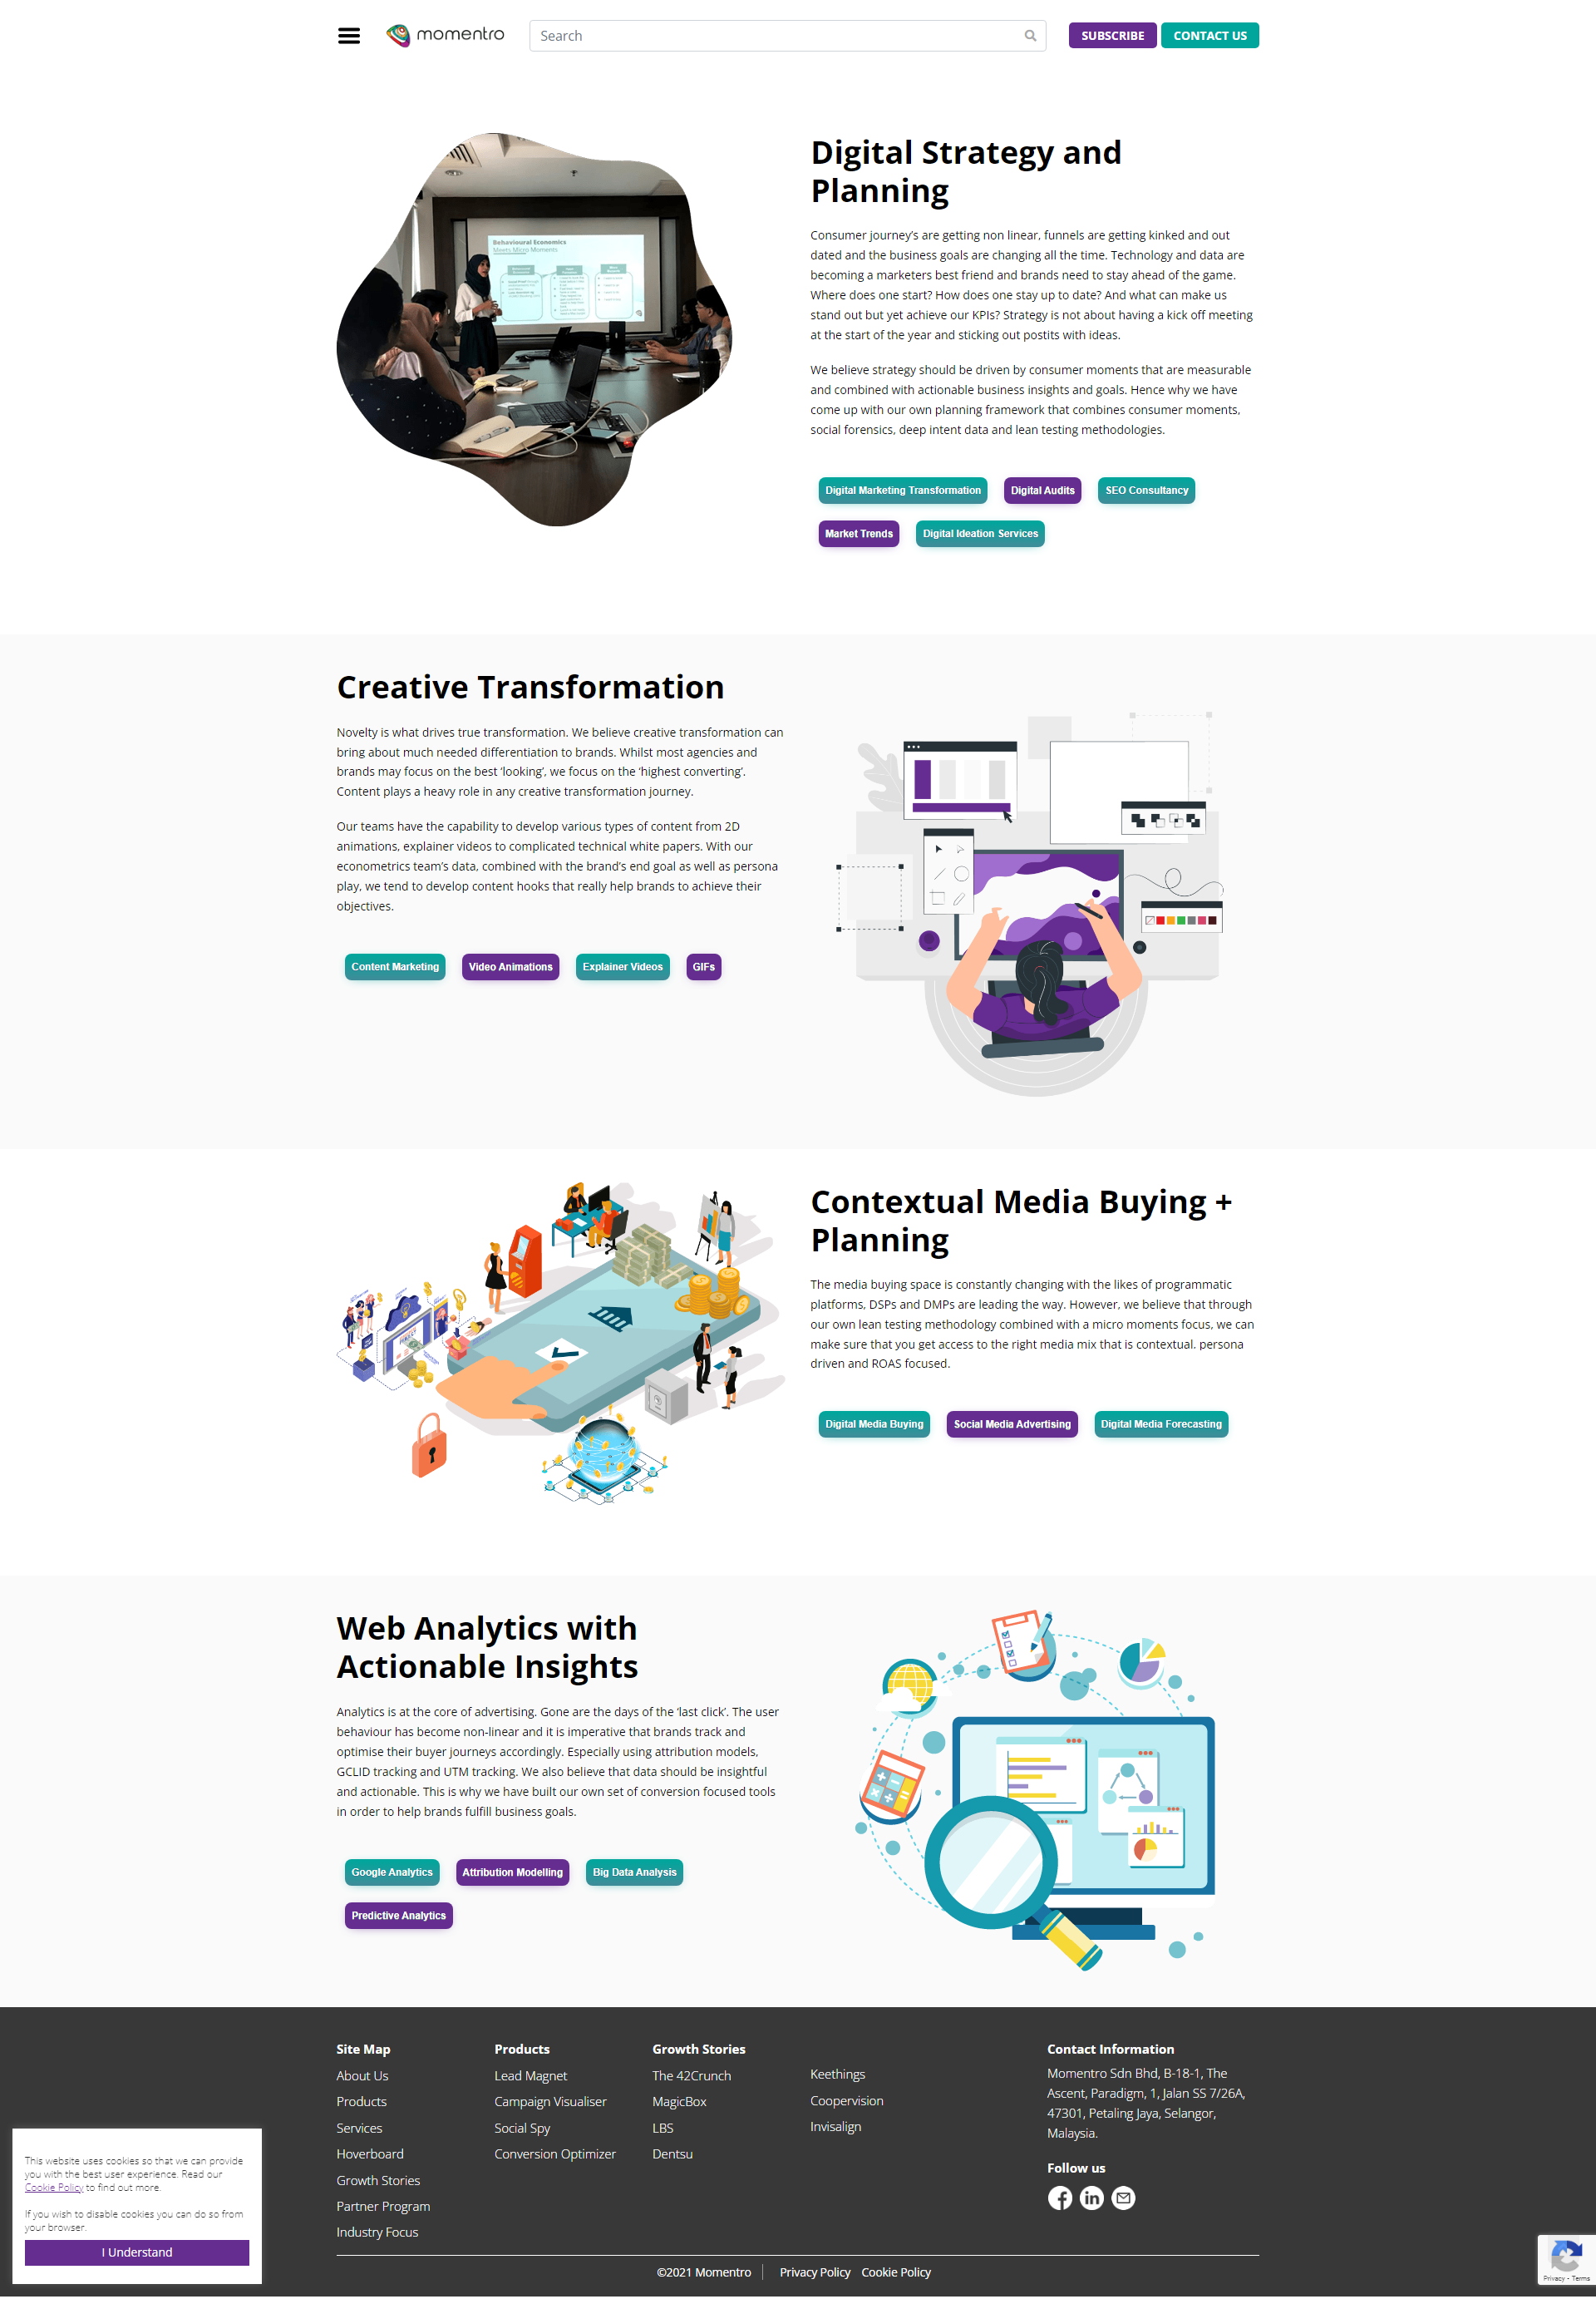 momentro
Search
SUBSCRIBE
CONTACT US
Digital Strategy and
Planning
Behavioural Economics
Meets Micro Moments
Consumer journey's are getting non linear, funnels are getting kinked and out
dated and the business goals are changing all the time. Technology and data are
becoming a marketers best friend and brands need to stay ahead of the game.
Where does one start? How does one stay up to date? And what can make us
stand out but yet achieve our KPIs? Strategy is not about having a kick off meeting
at the start of the year and sticking out postits with ideas.
We believe strategy should be driven by consumer moments that are measurable
and combined with actionable business insights and goals. Hence why we have
come up with our own planning framework that combines consumer moments,
social forensics, deep intent data and lean testing methodologies.
Digital Marketing Transformation
Digital Audits
SEO Consultancy
Market Trends
Digital Ideation Services
Creative Transformation
Novelty is what drives true transformation. We believe creative transformation can
bring about much needed differentiation to brands. Whilst most agencies and
brands may focus on the best ‘looking’, we focus on the ‘highest converting’.
Content plays a heavy role in any creative transformation journey.
Our teams have the capability to develop various types of content from 2D
animations, explainer videos to complicated technical white papers. With our
econometrics team’s data, combined with the brand’s end goal as well as persona
play, we tend to develop content hooks that really help brands to achieve their
objectives.
Content Marketing
Video Animations
Explainer Videos
GIFs
Contextual Media Buying +
Planning
The media buying space is constantly changing with the likes of programmatic
platforms, DSPs and DMPs are leading the way. However, we believe that through
our own lean testing methodology combined with a micro moments focus, we can
make sure that you get access to the right media mix that is contextual. persona
driven and ROAS focused.
Digital Media Buying
Social Media Advertising
Digital Media Forecasting
Web Analytics with
Actionable Insights
Analytics is at the core of advertising. Gone are the days of the ‘last click’. The user
behaviour has become non-linear and it is imperative that brands track and
optimise their buyer journeys accordingly. Especially using attribution models,
GCLID tracking and UTM tracking. We also believe that data should be insightful
and actionable. This is why we have built our own set of conversion focused tools
in order to help brands fulfill business goals.
Google Analytics
Attribution Modelling
Big Data Analysis
Predictive Analytics
Site Map
About Us
Products
Services
Hoverboard
Growth Stories
Partner Program
Industry Focus
Products
Lead Magnet
Campaign Visualiser
Social Spy
Conversion Optimizer
Growth Stories
The 42Crunch
MagicBox
LBS
Dentsu
Keethings
Coopervision
Invisalign
Contact Information
Momentro Sdn Bhd, B-18-1, The
Ascent, Paradigm, 1, Jalan SS 7/26A,
47301, Petaling Jaya, Selangor,
Malaysia.
Follow us
This website uses cookies so that we can provide
you with the best user experience. Read our
Cookie Policy to find out more.
If you wish to disable cookies you can do so from
your browser.
I Understand
©2021 Momentro
Privacy Policy
Cookie Policy
Privacy - Terms